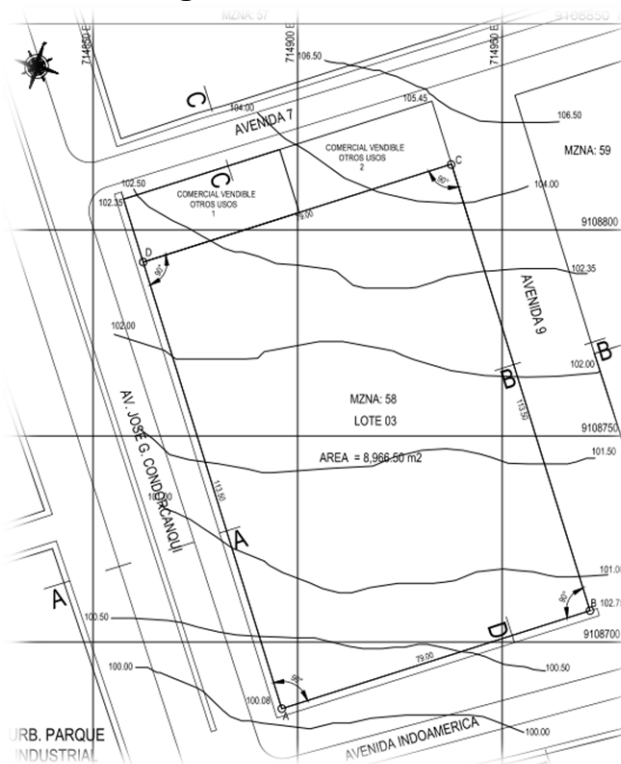 MZNA: 57
9108850
714850 E
714900 E
714950 E
106.50
105.45
104.00
AVENIDA 7
C
106.50
MZNA: 59
COMERCIAL VENDIBLE
OTROS USOS
2
C
90°
104.00
C
102.50
COMERCIAL VENDIBLE
OTROS USOS
1
102.35
79.00
9108800
D
90°
102.35
AVENIDA 9
102.00
B
102.00
B
MZNA: 58
LOTE 03
AREA = 8,966.50 m2
113.50
9108750
101.50
AV. JOSE G. CONDORCANQUI
113.50
A
A
90°
B
102.75
100.50
D
9108700
79.00
100.50
100.00
90°
100.08
A
AVENIDA INDOAMERICA
100.00
URB. PARQUE
INDUSTRIAL